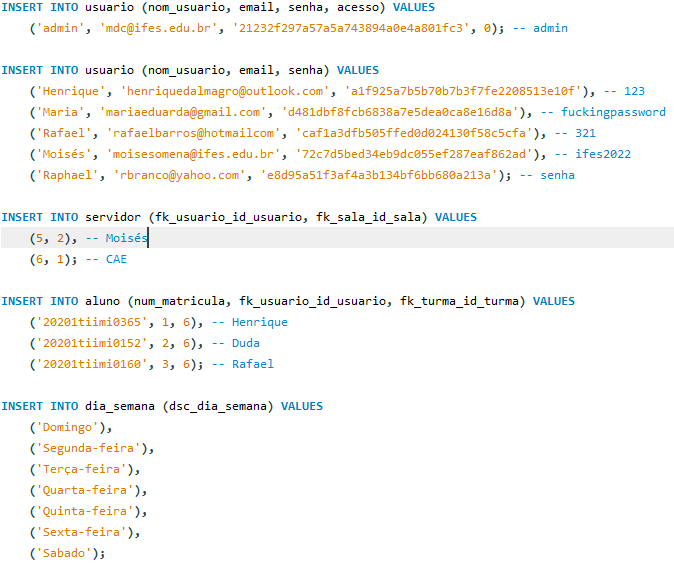 INSERT INTO usuario (nom_usuario, email, senha, acesso) VALUES
('admin', 'mdc@ifes.edu.br', '21232f297a57a5a743894a0e4a801fc3', 0); -- admin
INSERT INTO usuario (nom_usuario, email, senha) VALUES
('Henrique', 'henriquedalmagro@outlook.com', 'a1f925a7b5b70b7b3f7fe2208513e10f'), -- 123
('Maria', 'mariaeduarda@gmail.com', 'd481dbf8fcb6838a7e5dea0ca8e16d8a'), -- fuckingpassword
('Rafael', 'rafaelbarros@hotmailcom', 'caf1a3dfb505ffed0d024130f58c5cfa'), -- 321
('Moisés', 'moisesomena@ifes.edu.br', '72c7d5bed34eb9dc055ef287eaf862ad'), -- ifes2022
('Raphael', 'rbranco@yahoo.com', 'e8d95a51f3af4a3b134bf6bb680a213a'); -- senha
INSERT INTO servidor (fk_usuario_id_usuario, fk_sala_id_sala) VALUES
(5, 2), -- Moisés
(6, 1); -- CAE
INSERT INTO aluno (num_matricula, fk_usuario_id_usuario, fk_turma_id_turma) VALUES
('20201tiimi0365', 1, 6), -- Henrique
('20201tiimi0152', 2, 6), -- Duda
('20201tiimi0160', 3, 6); -- Rafael
INSERT INTO dia_semana (dsc_dia_semana) VALUES
('Domingo'),
('Segunda-feira'),
('Terça-feira'),
('Quarta-feira'),
('Quinta-feira'),
('Sexta-feira'),
('Sabado');